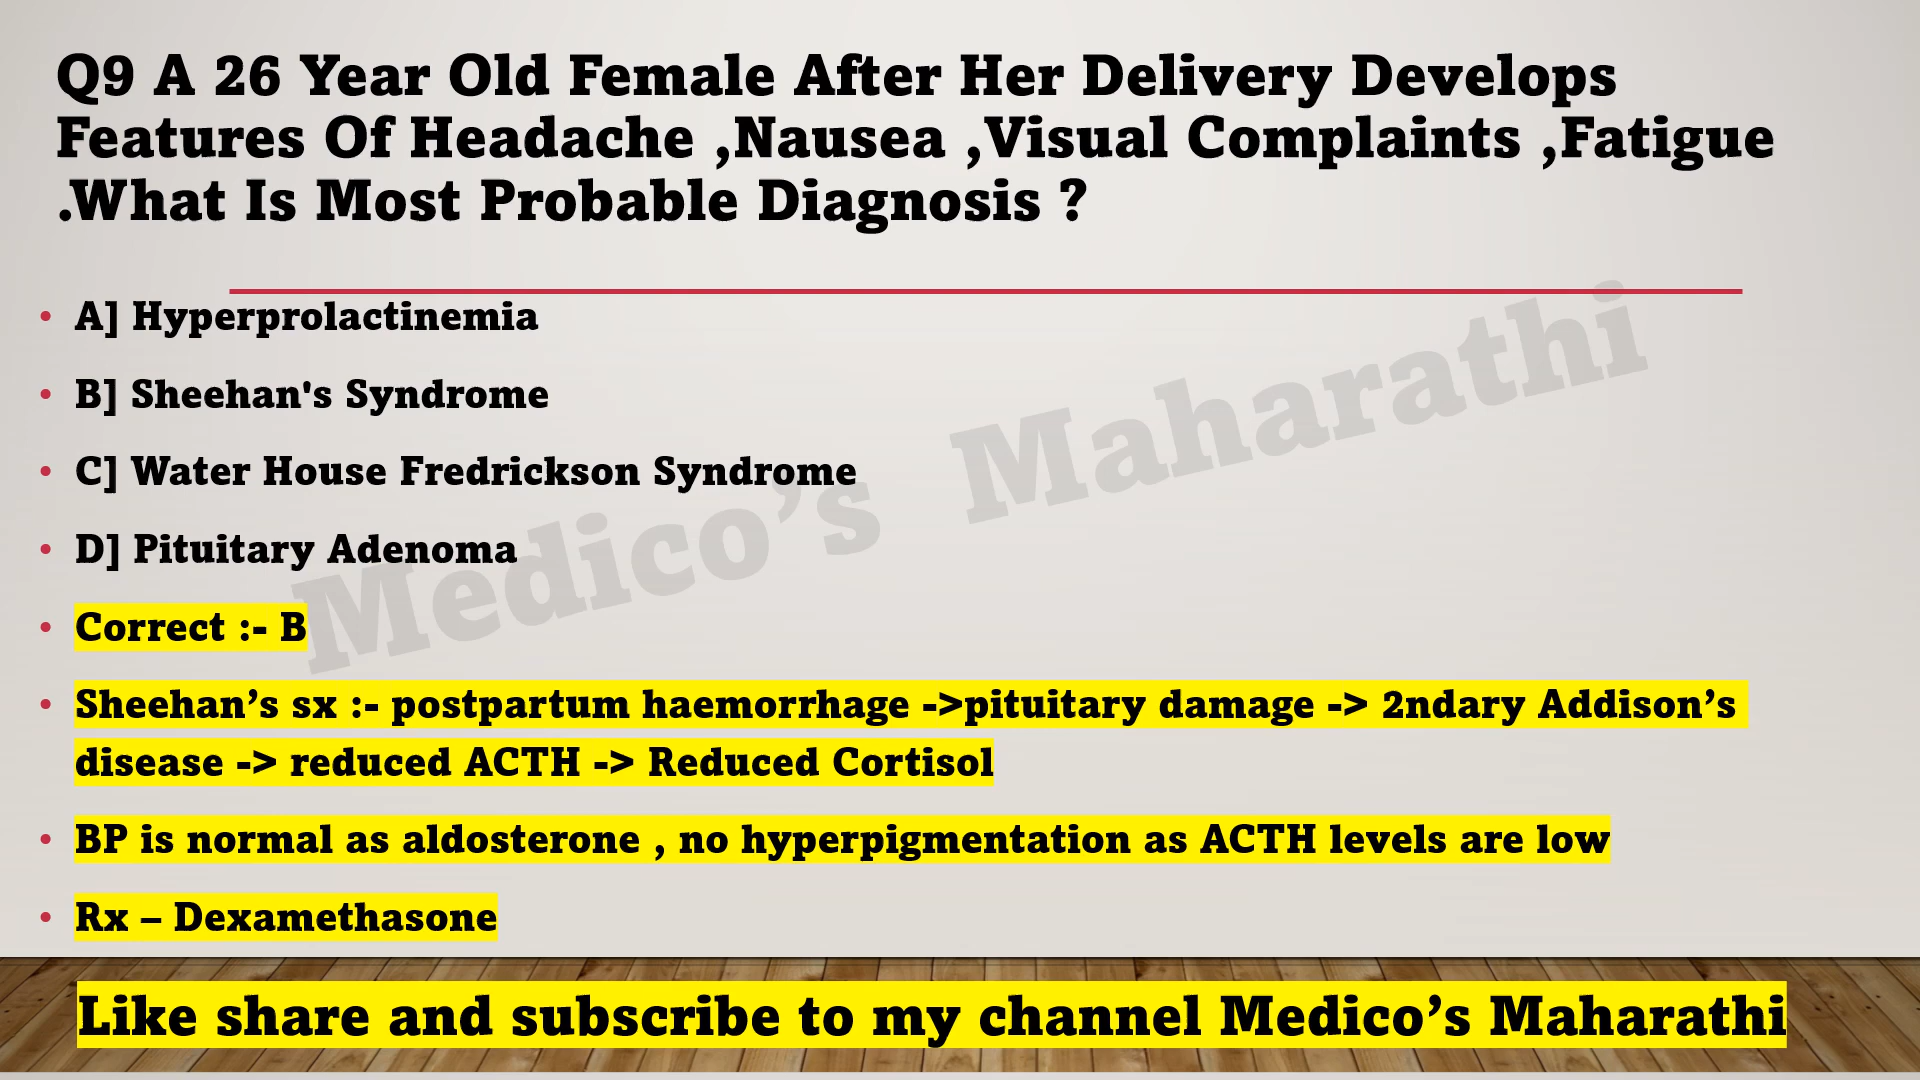 Q9 A 26 Year Old Female After Her Delivery Develops
Features Of Headache ,Nausea ,Visual Complaints ,Fatigue
.What Is Most Probable Diagnosis ?
• A] Hyperprolactinemia
• B] Sheehan's Syndrome
• C] Water House Fredrickson Syndrome
• D] Pituitary Adenoma
Medico’s Maharathi
• Correct :- B
• Sheehan’s sx :- postpartum haemorrhage ->pituitary damage -> 2ndary Addison’s
disease -> reduced ACTH -> Reduced Cortisol
• BP is normal as aldosterone , no hyperpigmentation as ACTH levels are low
• Rx – Dexamethasone
Like share and subscribe to my channel Medico’s Maharathi